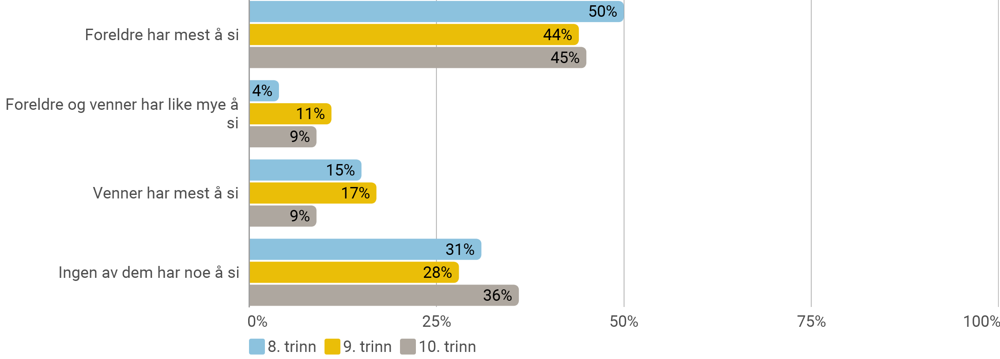 50%
Foreldre har mest å si
44%
45%
4%
Foreldre og venner har like mye å
si
11%
9%
15%
Venner har mest å si
17%
9%
31%
Ingen av dem har noe å si
28%
36%
0% 25% 50% 75% 100%
8. trinn 9. trinn 10. trinn